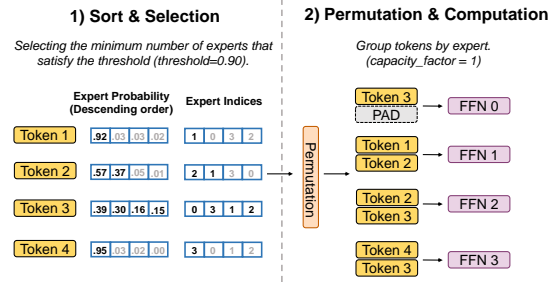 1) Sort & Selection
Selecting the minimum number of experts that
satisfy the threshold (threshold=0.90).
Expert Probability
(Descending order)
Expert Indices
Token 1
.92 .03 .03 .02
1 0 3 2
Token 2
.57 .37 .05 .01
2 1 3 0
Token 3
.39 .30 .16 .15
0 3 1 2
Token 4
.95 .03 .02 .00
3 0 1 2
Permutation
2) Permutation & Computation
Group tokens by expert.
(capacity_factor = 1)
Token 3
PAD
FFN 0
Token 1
Token 2
FFN 1
Token 2
Token 3
FFN 2
Token 4
Token 3
FFN 3